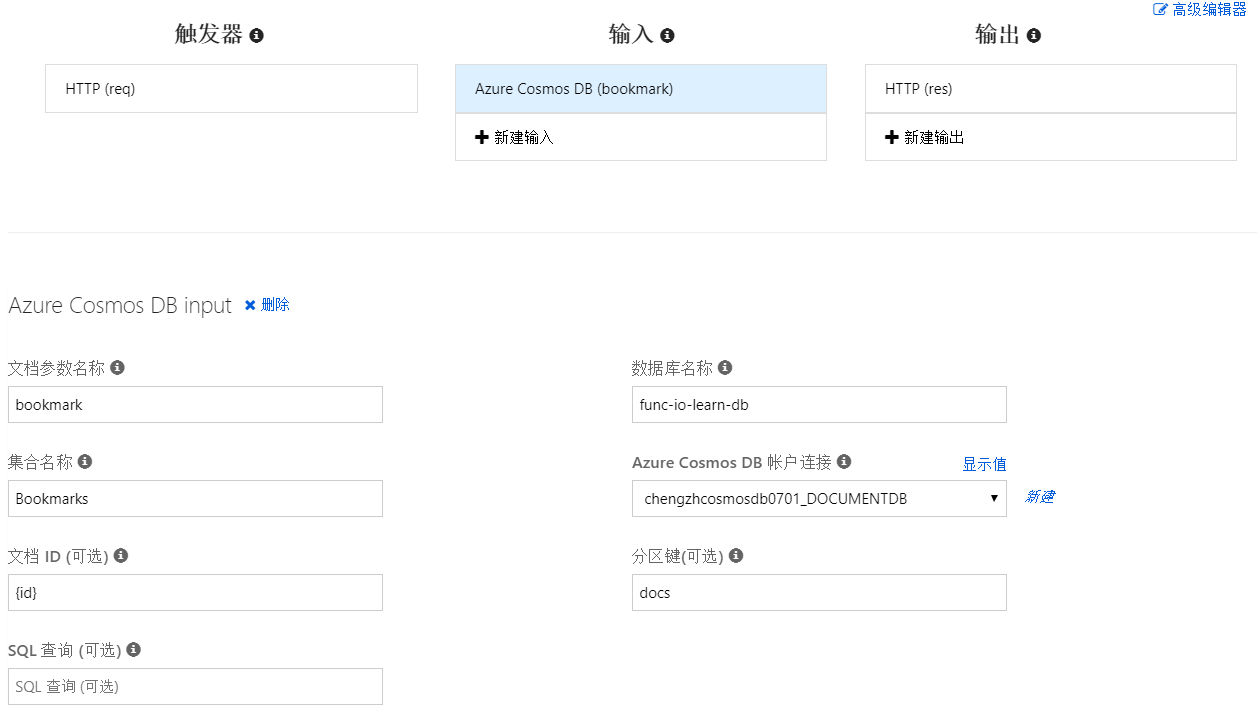 高级编辑器
触发器 输入 输出
HTTP (req) Azure Cosmos DB (bookmark) HTTP (res)
新建输入 新建输出
Azure Cosmos DB input 删除
文档参数名称 数据库名称
bookmark func-io-learn-db
集合名称 Azure Cosmos DB 帐户连接 显示值
Bookmarks chengzhcosmosdb0701_DOCUMENTDB 新建
文档 ID (可选) 分区键(可选)
{id} docs
SQL 查询 (可选)
SQL 查询 (可选)